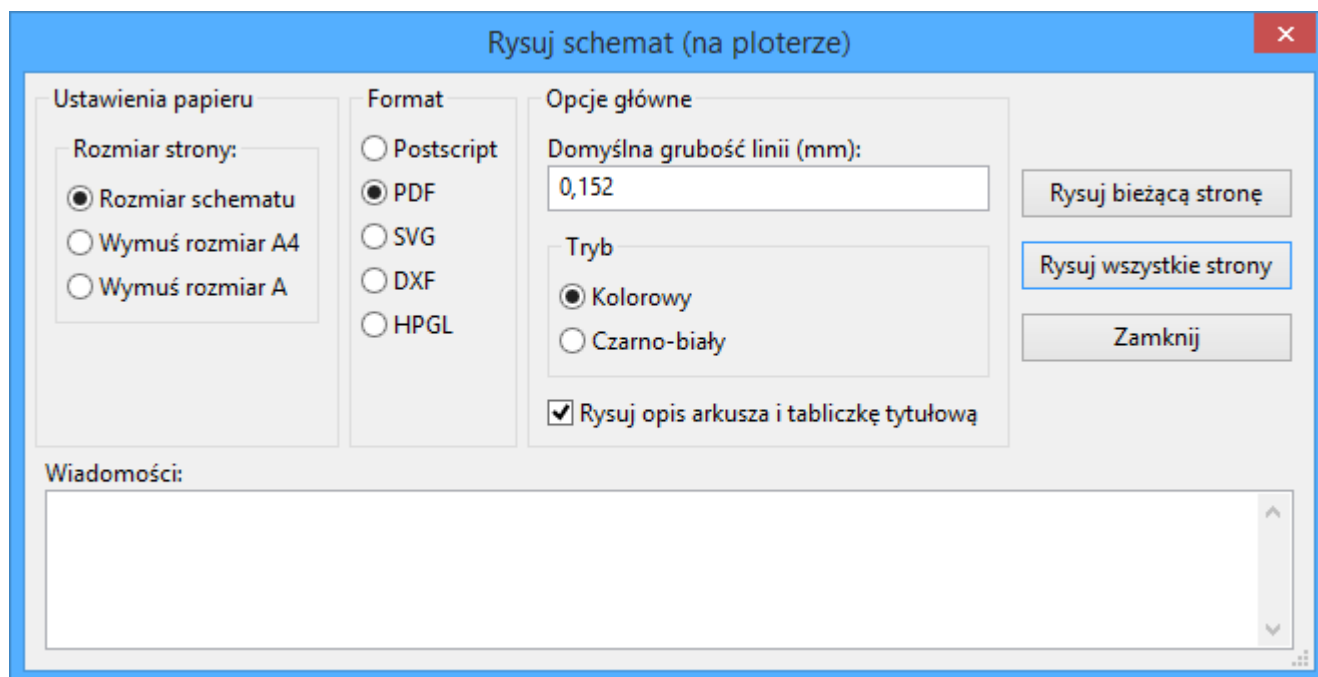 Rysuj schemat (na ploterze)
Ustawienia papieru
Rozmiar strony:
Rozmiar schematu
Wymuś rozmiar A4
Wymuś rozmiar A
Format
Postscript
PDF
SVG
DXF
HPGL
Opcje główne
Domyślna grubość linii (mm):
0,152
Tryb
Kolorowy
Czarno-biały
Rysuj opis arkusza i tabliczkę tytułową
Rysuj bieżącą stronę
Rysuj wszystkie strony
Zamknij
Wiadomości: